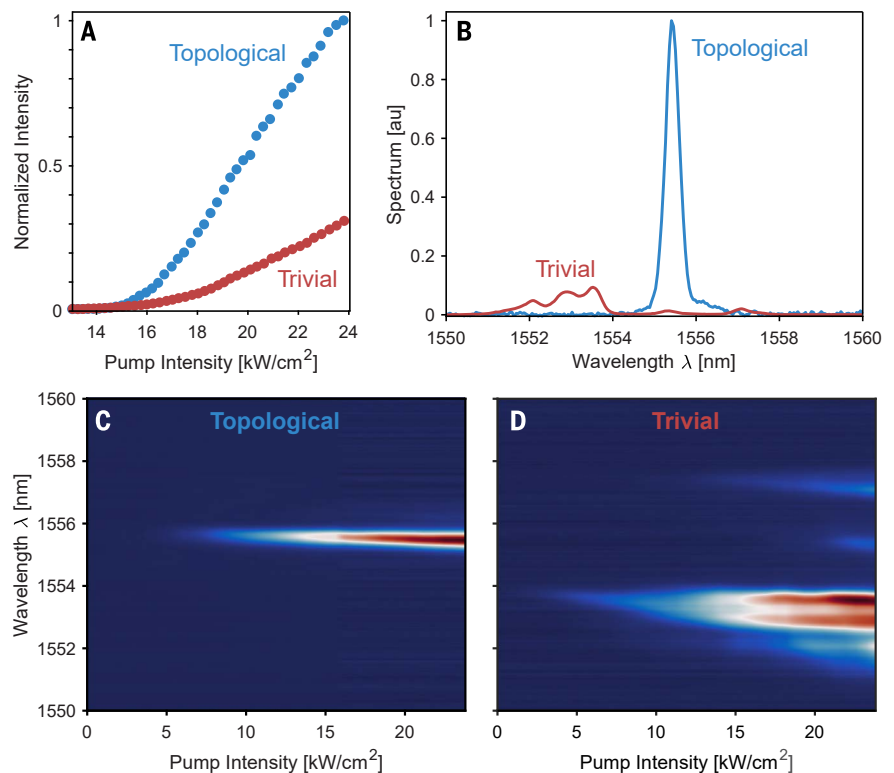 A
Topological
Trivial
Normalized Intensity
1
0.5
0
14 16 18 20 22 24
Pump Intensity [kW/cm2]
B
Topological
Trivial
Spectrum [au]
1
0.8
0.6
0.4
0.2
0
1550 1552 1554 1556 1558 1560
Wavelength λ [nm]
C
Topological
Wavelength λ [nm]
1560
1558
1556
1554
1552
1550
0 5 10 15 20
Pump Intensity [kW/cm2]
D
Trivial
0 5 10 15 20
Pump Intensity [kW/cm2]